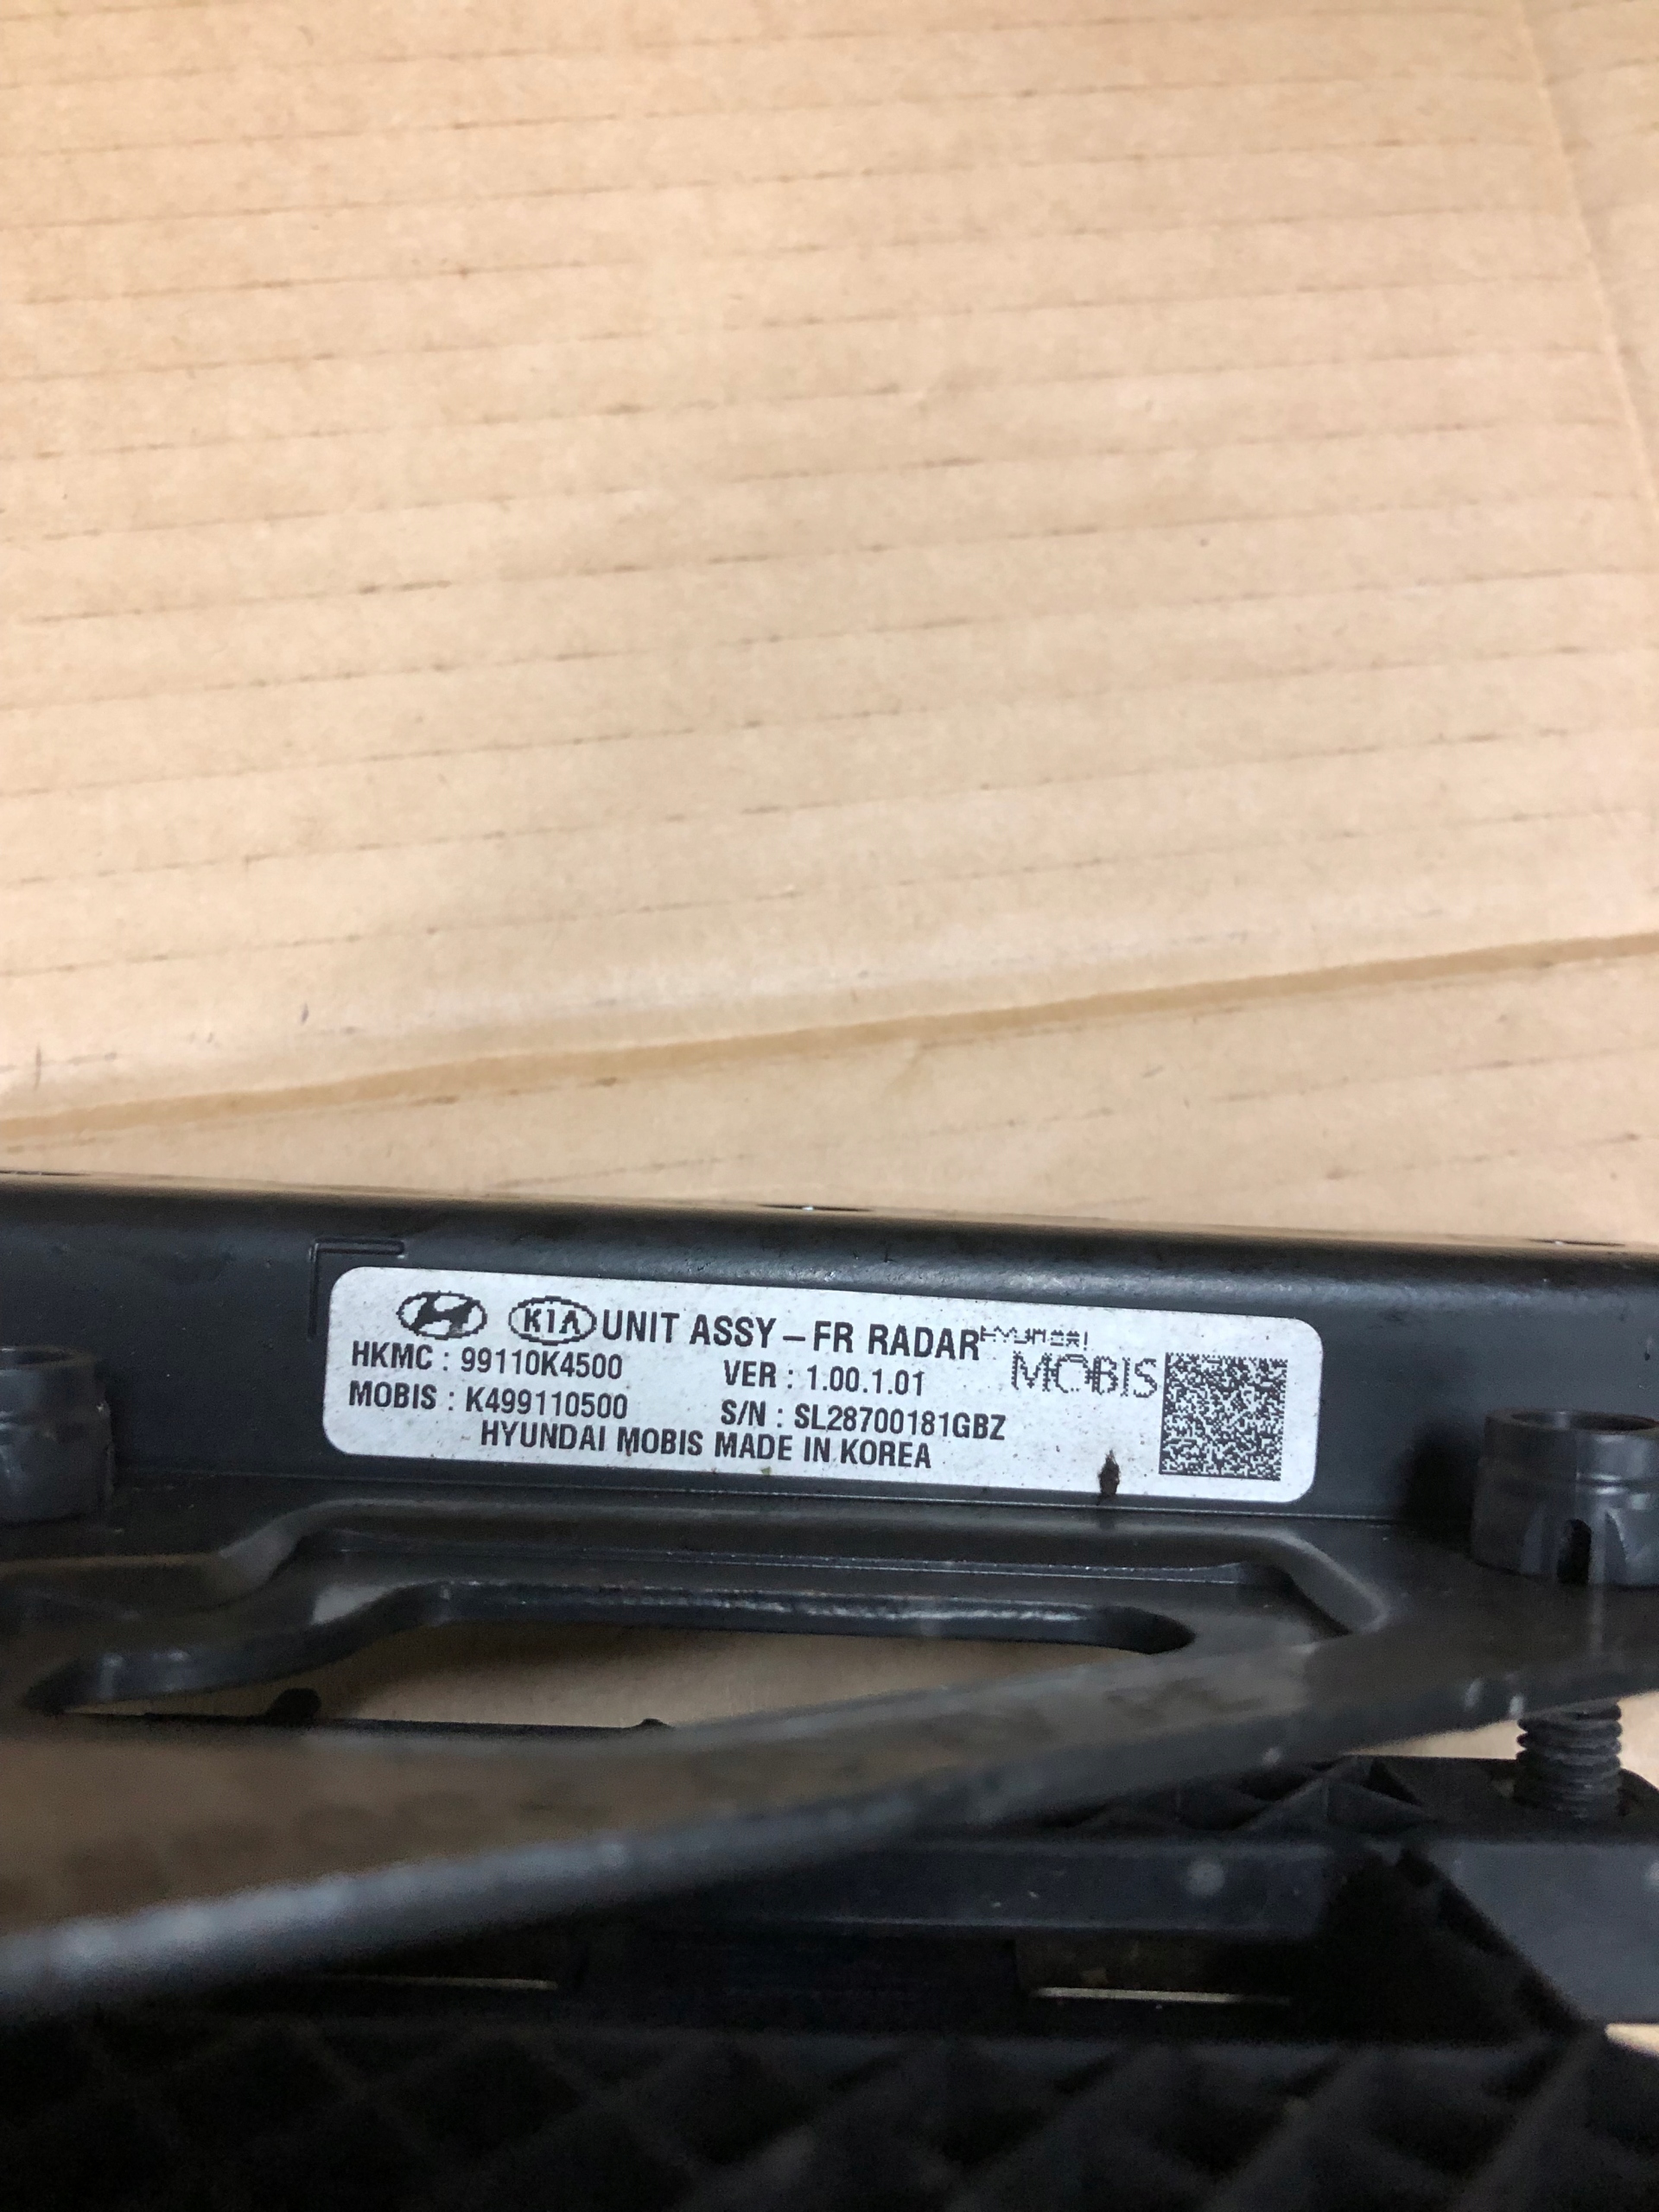 KIA UNIT ASSY – FR RADAR HYUNDAI
HKMC : 99110K4500 VER : 1.00.1.01 MOBIS
MOBIS : K499110500 S/N : SL28700181GBZ
HYUNDAI MOBIS MADE IN KOREA